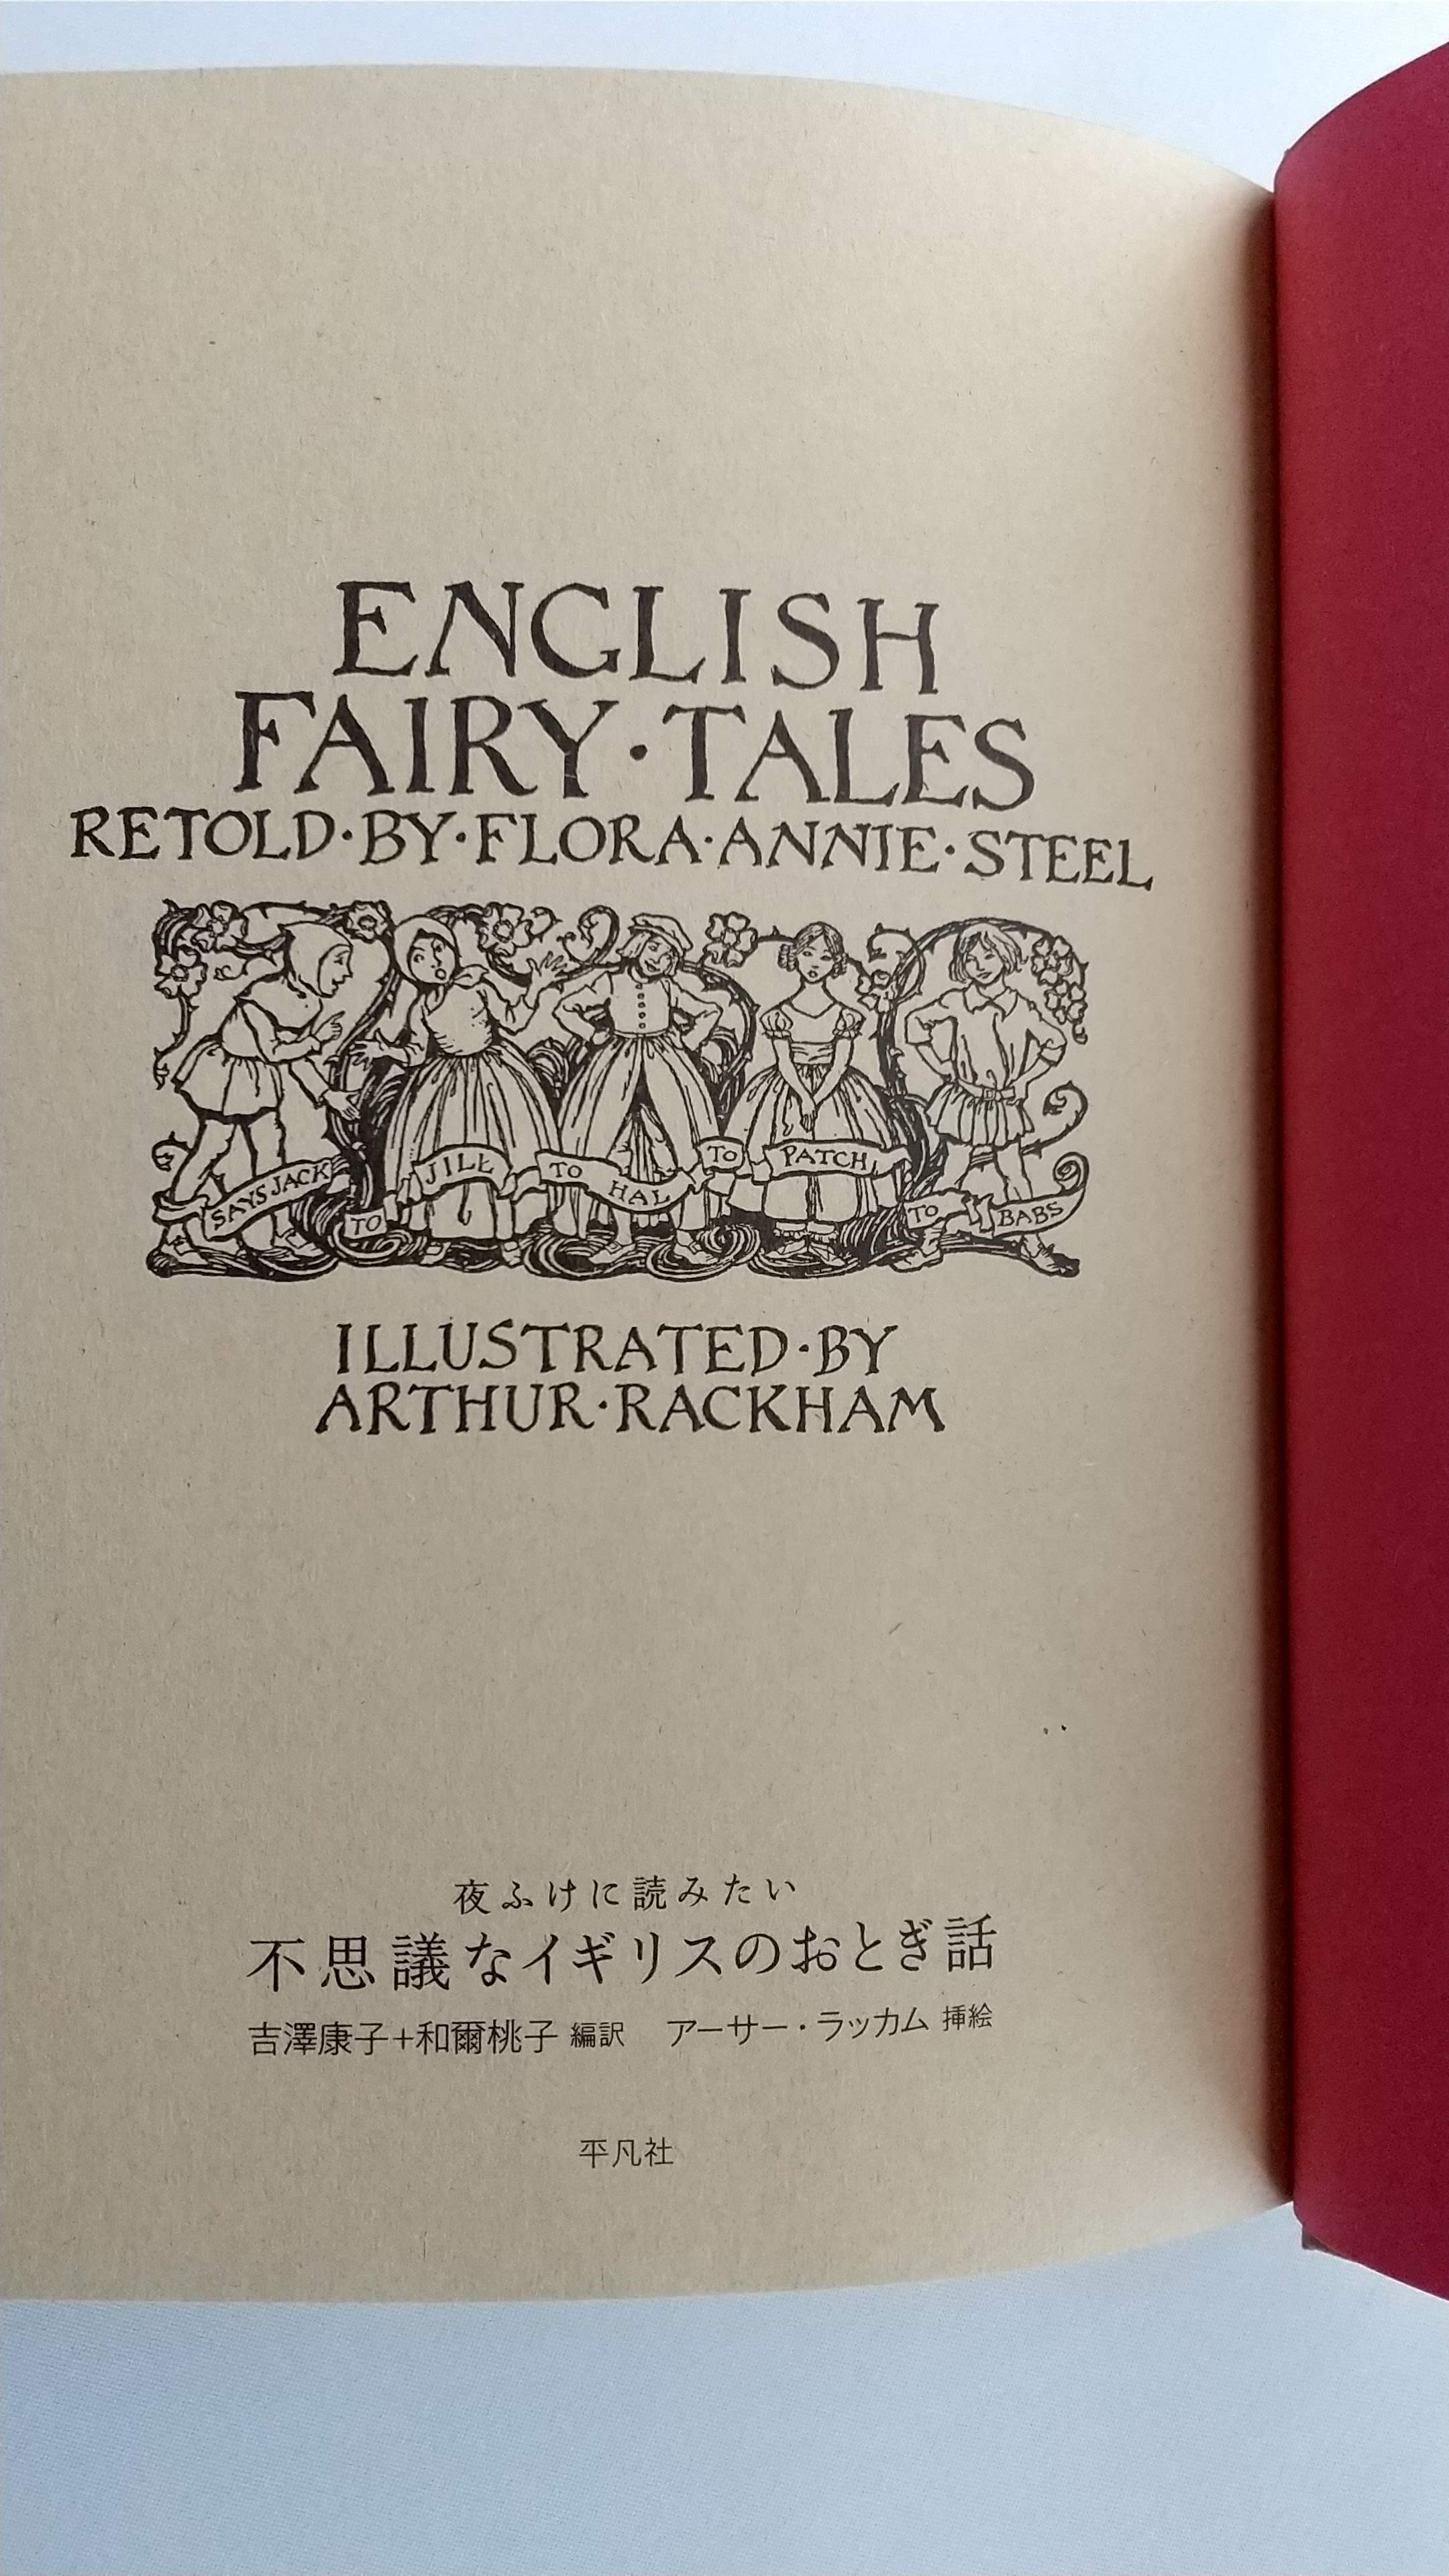 ENGLISH
FAIRY·TALES
RETOLD·BY·FLORA·ANNIE·STEEL
SAYS JACK TO JILL TO HAL TO PATCH TO BABS
ILLUSTRATED·BY
ARTHUR·RACKHAM
夜ふけに読みたい
不思議なイギリスのおとぎ話
吉澤康子+和爾桃子 編訳 アーサー・ラッカム 挿絵
平凡社